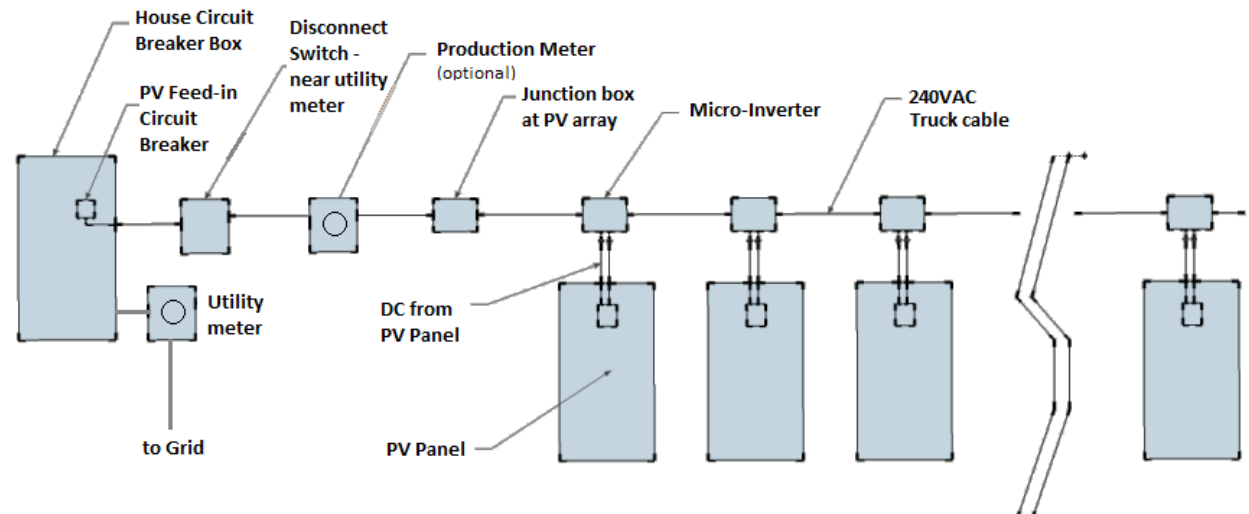 House Circuit
Breaker Box
Disconnect
Switch -
near utility
meter
Production Meter
(optional)
Junction box
at PV array
Micro-Inverter
240VAC
Truck cable
PV Feed-in
Circuit
Breaker
Utility
meter
DC from
PV Panel
to Grid
PV Panel